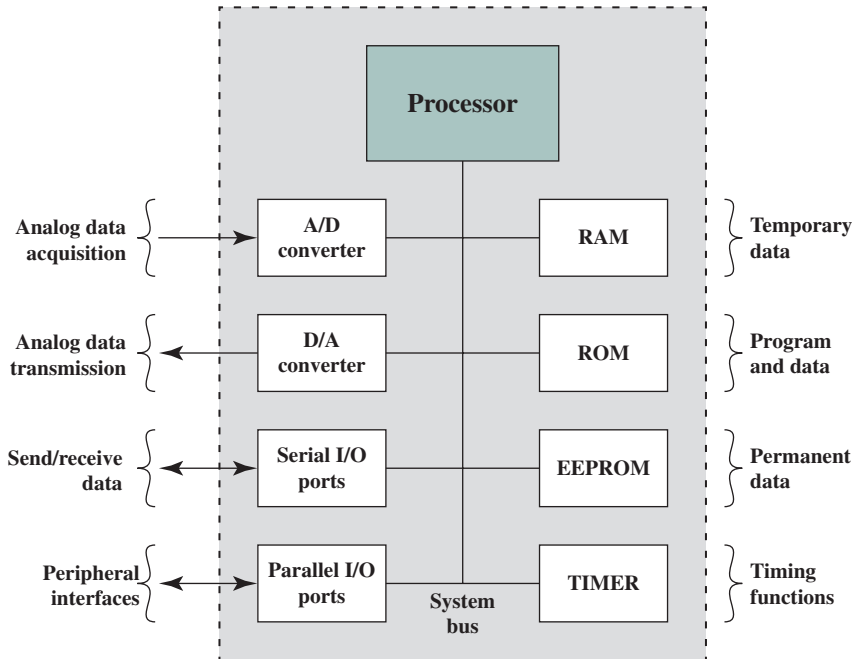 Processor
Analog data
acquisition
A/D
converter
RAM
Temporary
data
Analog data
transmission
D/A
converter
ROM
Program
and data
Send/receive
data
Serial I/O
ports
EEPROM
Permanent
data
Peripheral
interfaces
Parallel I/O
ports
System
bus
TIMER
Timing
functions